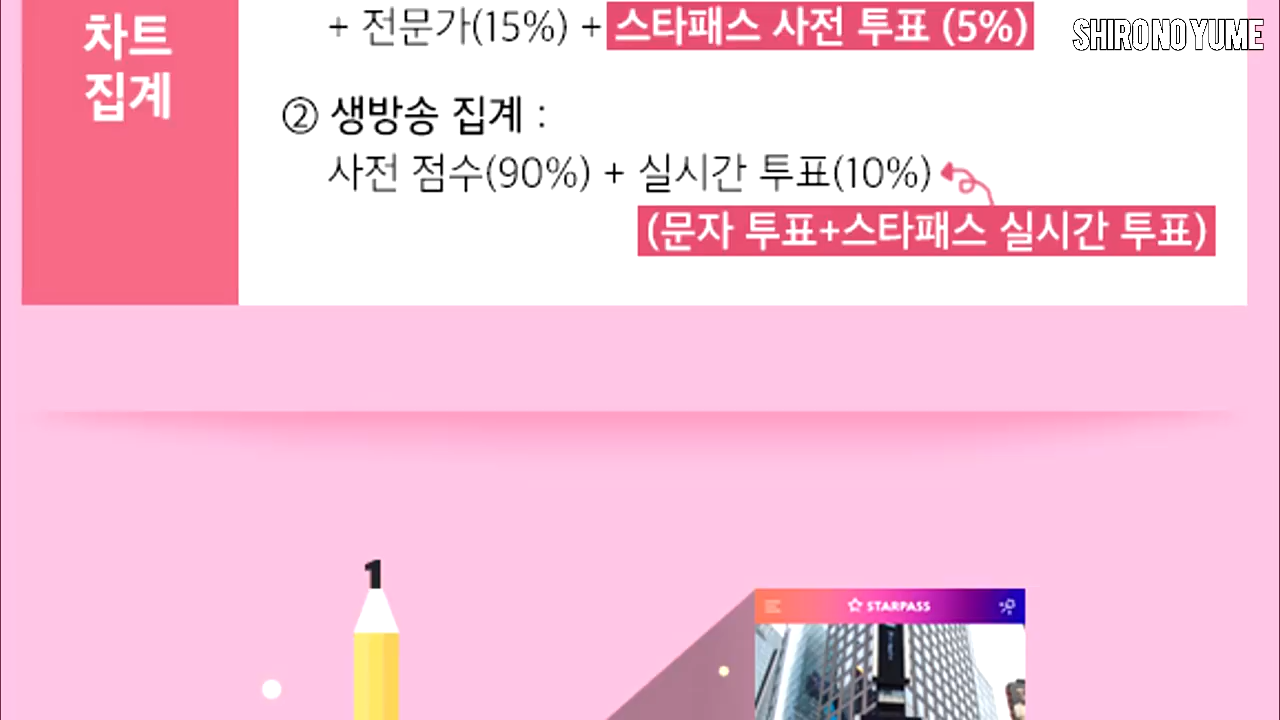 SHIRONOYUME
차트
집계
+ 전문가(15%) + 스타패스 사전 투표 (5%)
② 생방송 집계 :
사전 점수(90%) + 실시간 투표(10%)
(문자 투표+스타패스 실시간 투표)
1
STARPASS